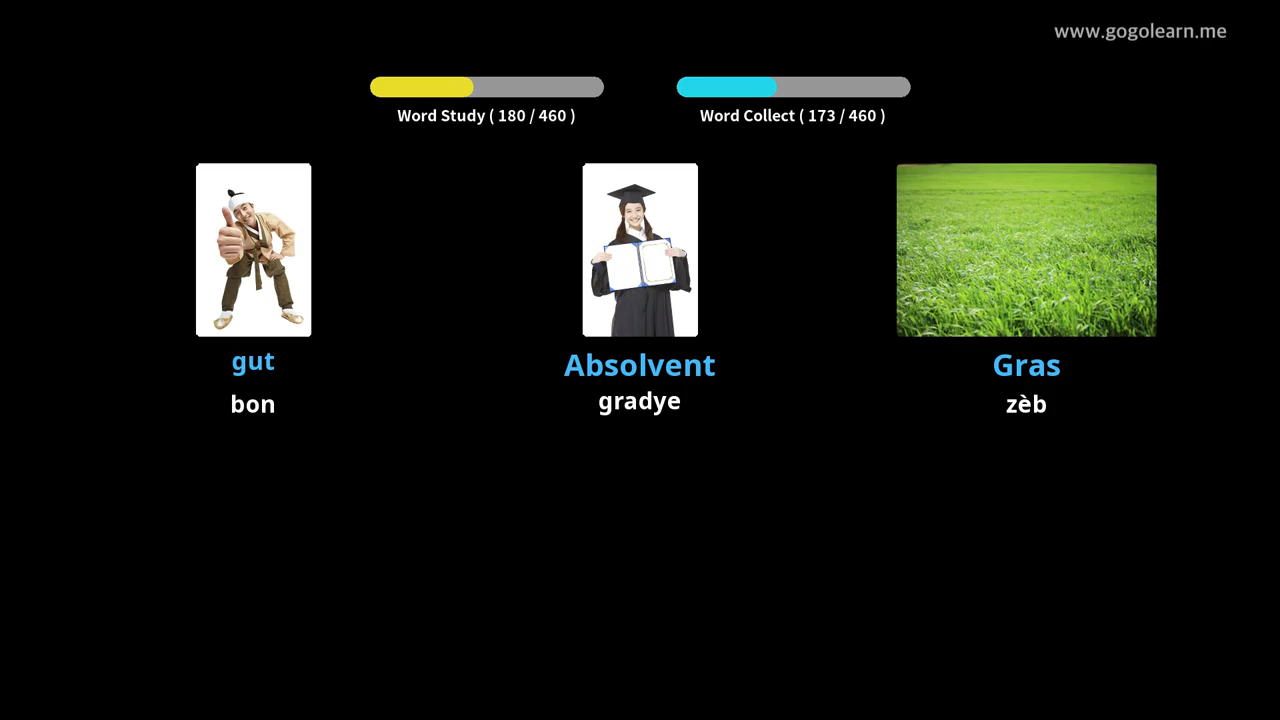 www.gogolearn.me
Word Study ( 180 / 460 )
Word Collect ( 173 / 460 )
gut
bon
Absolvent
gradye
Gras
zèb